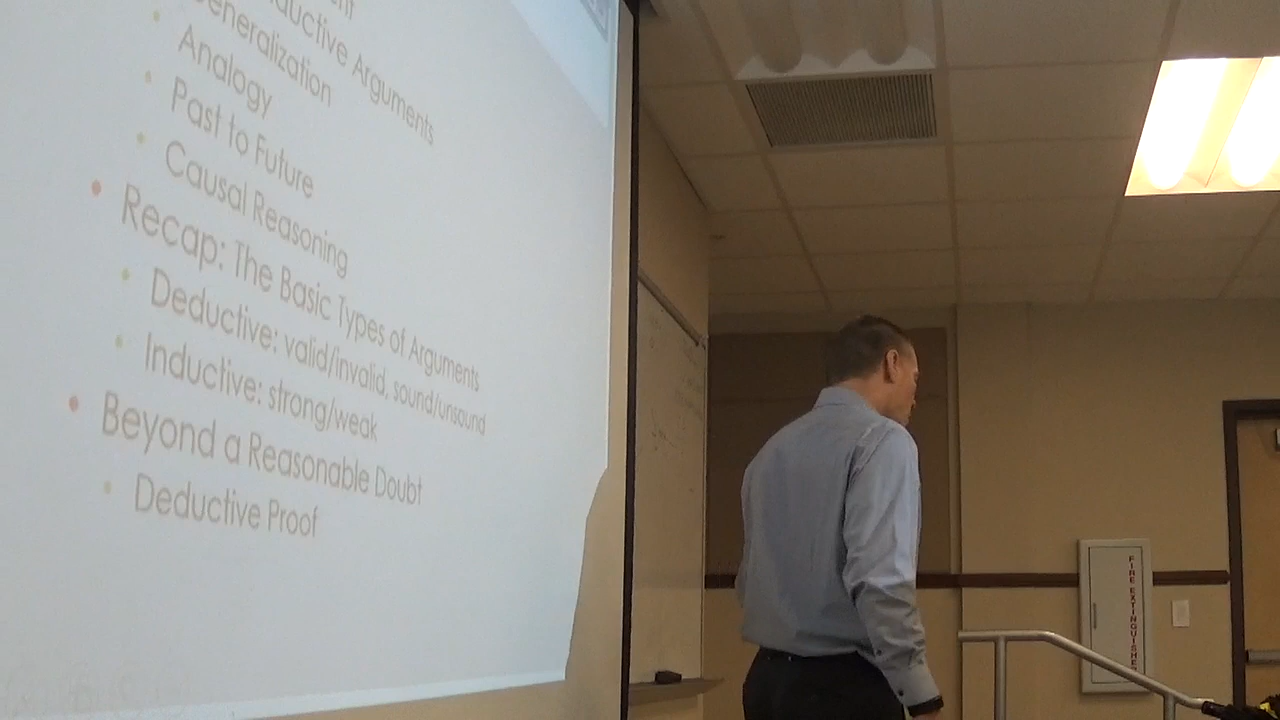 Arguments
Generalization
Analogy
Past to Future
Causal Reasoning
Recap: The Basic Types of Arguments
Deductive: valid/invalid, sound/unsound
Inductive: strong/weak
Beyond a Reasonable Doubt
Deductive Proof
FIRE EXTINGUISHER